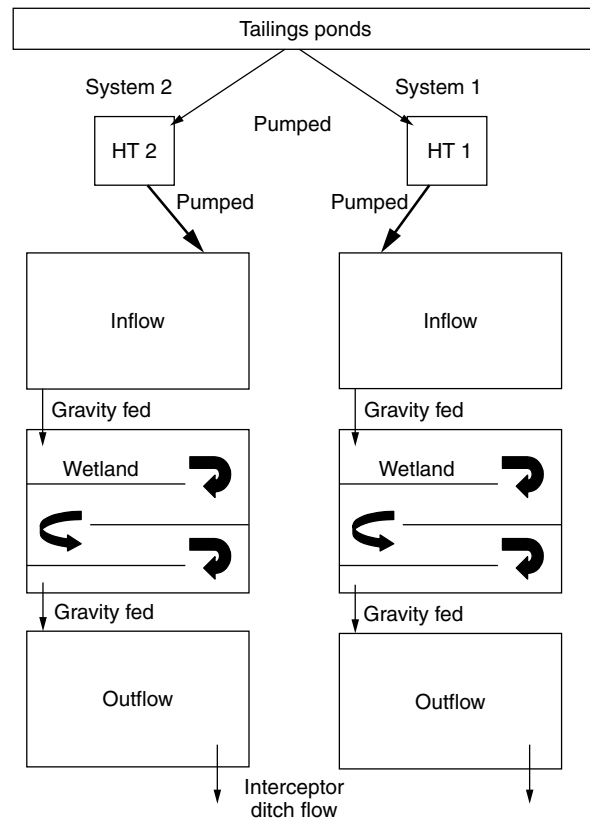 Tailings ponds
System 2
System 1
Pumped
HT 2
HT 1
Pumped
Pumped
Inflow
Inflow
Gravity fed
Gravity fed
Wetland
Wetland
Gravity fed
Gravity fed
Outflow
Outflow
Interceptor
ditch flow